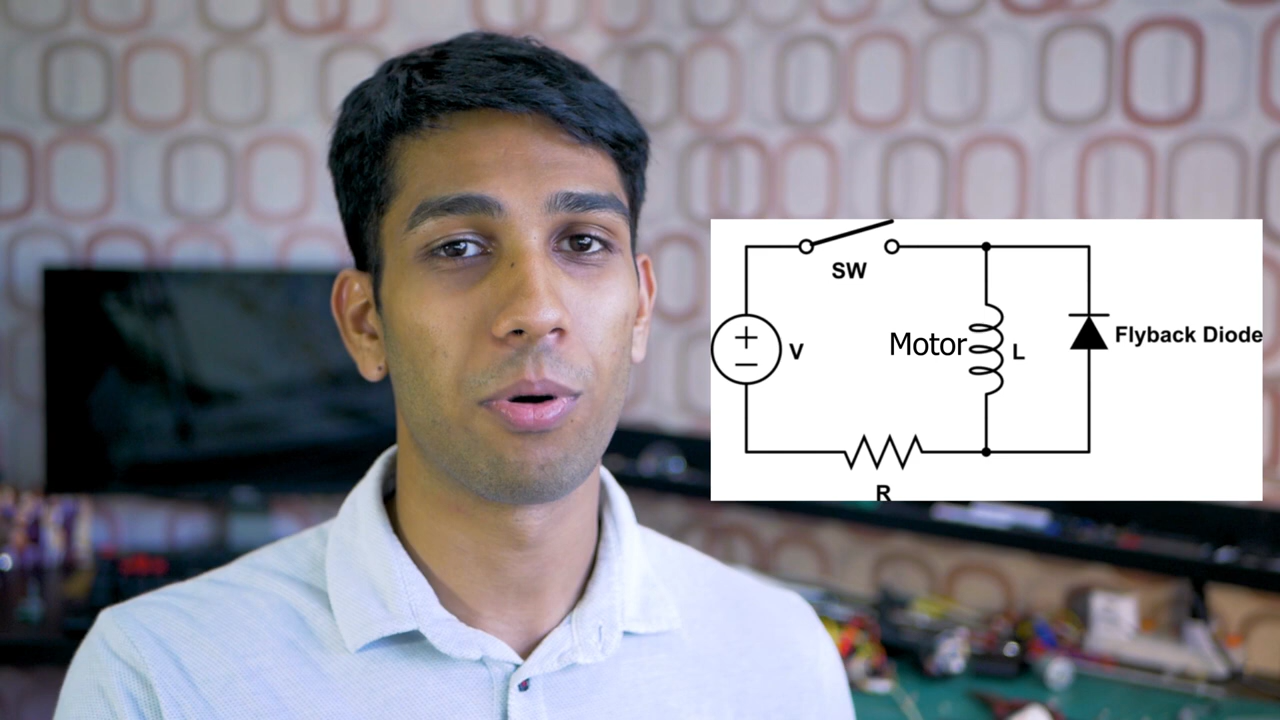 SW
+
−
V
Motor
L
Flyback Diode
R